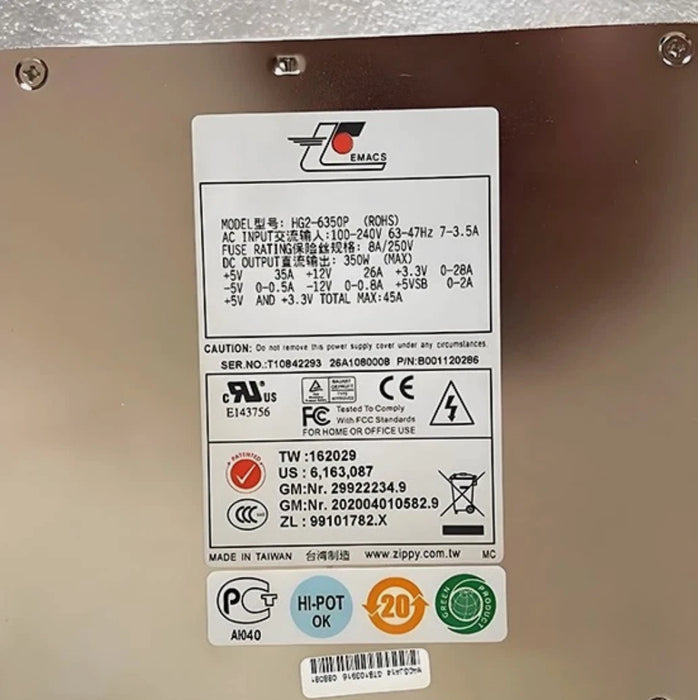 EMACS
MODEL型号: HG2-6350P (ROHS)
AC INPUT交流输入:100-240V 63-47Hz 7-3.5A
FUSE RATING保险丝规格: 8A/250V
DC OUTPUT直流输出: 350W (MAX)
+5V 35A +12V 26A +3.3V 0-28A
-5V 0-0.5A -12V 0-0.8A +5VSB 0-2A
+5V AND +3.3V TOTAL MAX:45A
CAUTION: Do not remove this power supply cover under any circumstances.
SER.NO.:T10842293 26A1080008 P/N:B001120286
c RU US
E143756
CE
FC Tested To Comply
With FCC Standards
FOR HOME OR OFFICE USE
PATENTED
TW :162029
US : 6,163,087
GM:Nr. 29922234.9
GM:Nr. 202004010582.9
ZL : 99101782.X
CCC
MADE IN TAIWAN 台湾制造 www.zippy.com.tw MC
PCT
AI040
HI-POT
OK
20
GREEN PRODUCT